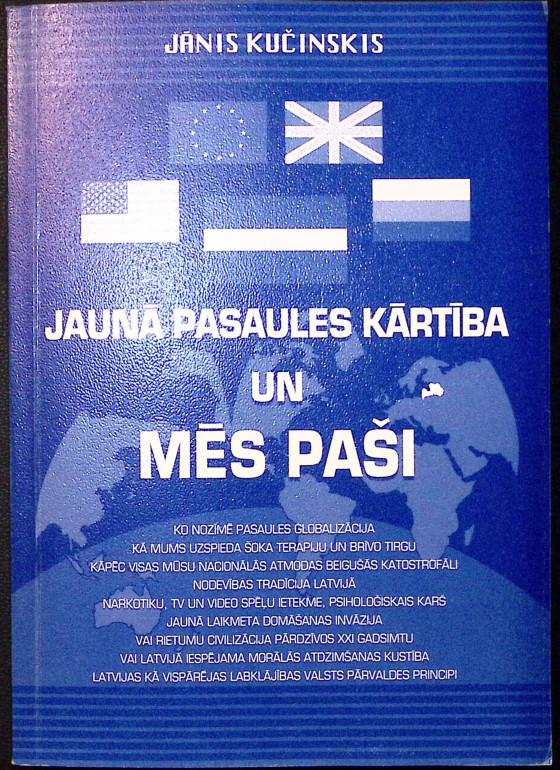 JĀNIS KUČINSKIS
JAUNĀ PASAULES KĀRTĪBA
UN
MĒS PAŠI
KO NOZĪMĒ PASAULES GLOBALIZĀCIJA
KĀ MUMS UZSPIEDA ŠOKA TERAPIJU UN BRĪVO TIRGU
KĀPĒC VISAS MŪSU NACIONĀLĀS ATMODAS BEIGUŠĀS KATOSTROFĀLI
NODEVĪBAS TRADĪCIJA LATVIJĀ
NARKOTIKU, TV UN VIDEO SPĒĻU IETEKME, PSIHOLOĢISKAIS KARŠ
JAUNĀ LAIKMETA DOMĀŠANAS INVĀZIJA
VAI RIETUMU CIVILIZĀCIJA PĀRDZĪVOS XXI GADSIMTU
VAI LATVIJĀ IESPĒJAMA MORĀLĀS ATDZIMŠANAS KUSTĪBA
LATVIJAS KĀ VISPĀRĒJAS LABKLĀJĪBAS VALSTS PĀRVALDES PRINCIPI